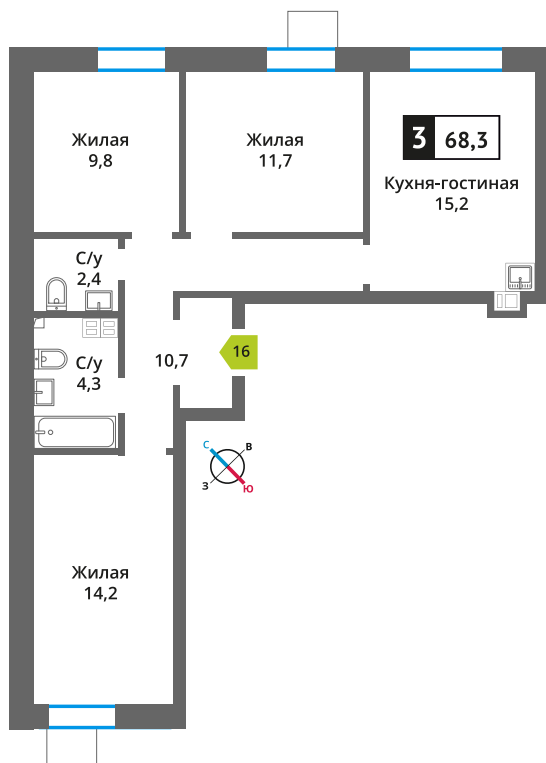 3 68,3
Жилая
9,8
Жилая
11,7
Кухня-гостиная
15,2
С/у
2,4
С/у
4,3
10,7
16
С
В
З
Ю
Жилая
14,2